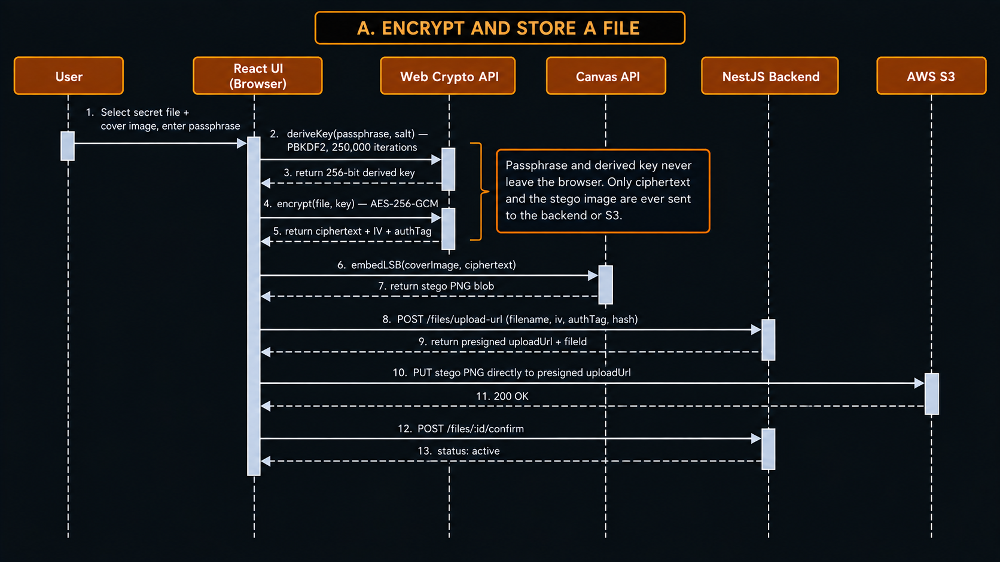 A. ENCRYPT AND STORE A FILE
User
React UI
(Browser)
Web Crypto API
Canvas API
NestJS Backend
AWS S3
1. Select secret file +
cover image, enter passphrase
2. deriveKey(passphrase, salt) —
PBKDF2, 250,000 iterations
3. return 256-bit derived key
4. encrypt(file, key) — AES-256-GCM
5. return ciphertext + IV + authTag
Passphrase and derived key never
leave the browser. Only ciphertext
and the stego image are ever sent
to the backend or S3.
6. embedLSB(coverImage, ciphertext)
7. return stego PNG blob
8. POST /files/upload-url (filename, iv, authTag, hash)
9. return presigned uploadUrl + fileId
10. PUT stego PNG directly to presigned uploadUrl
11. 200 OK
12. POST /files/:id/confirm
13. status: active